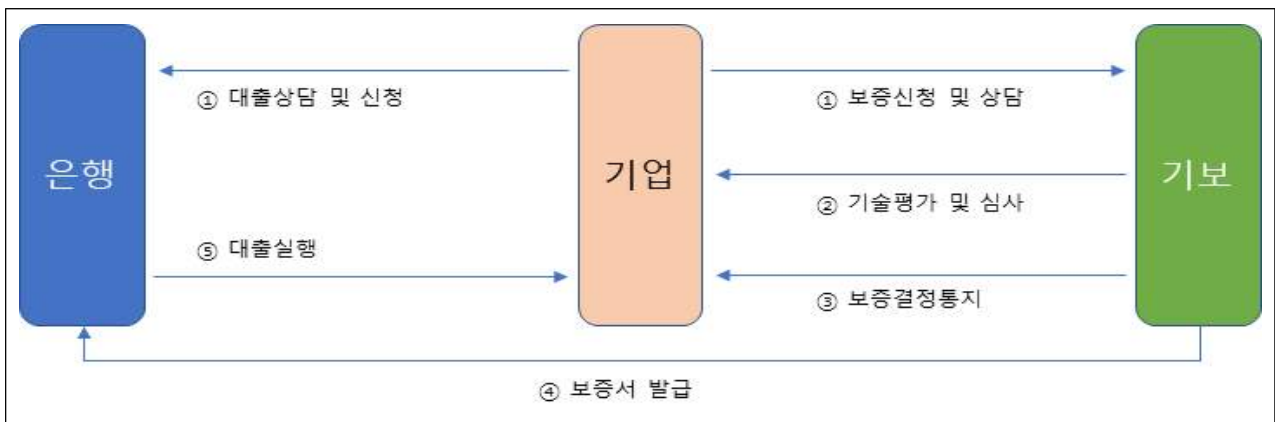 ① 대출상담 및 신청
① 보증신청 및 상담
은행
기업
기보
② 기술평가 및 심사
⑤ 대출실행
③ 보증결정통지
④ 보증서 발급